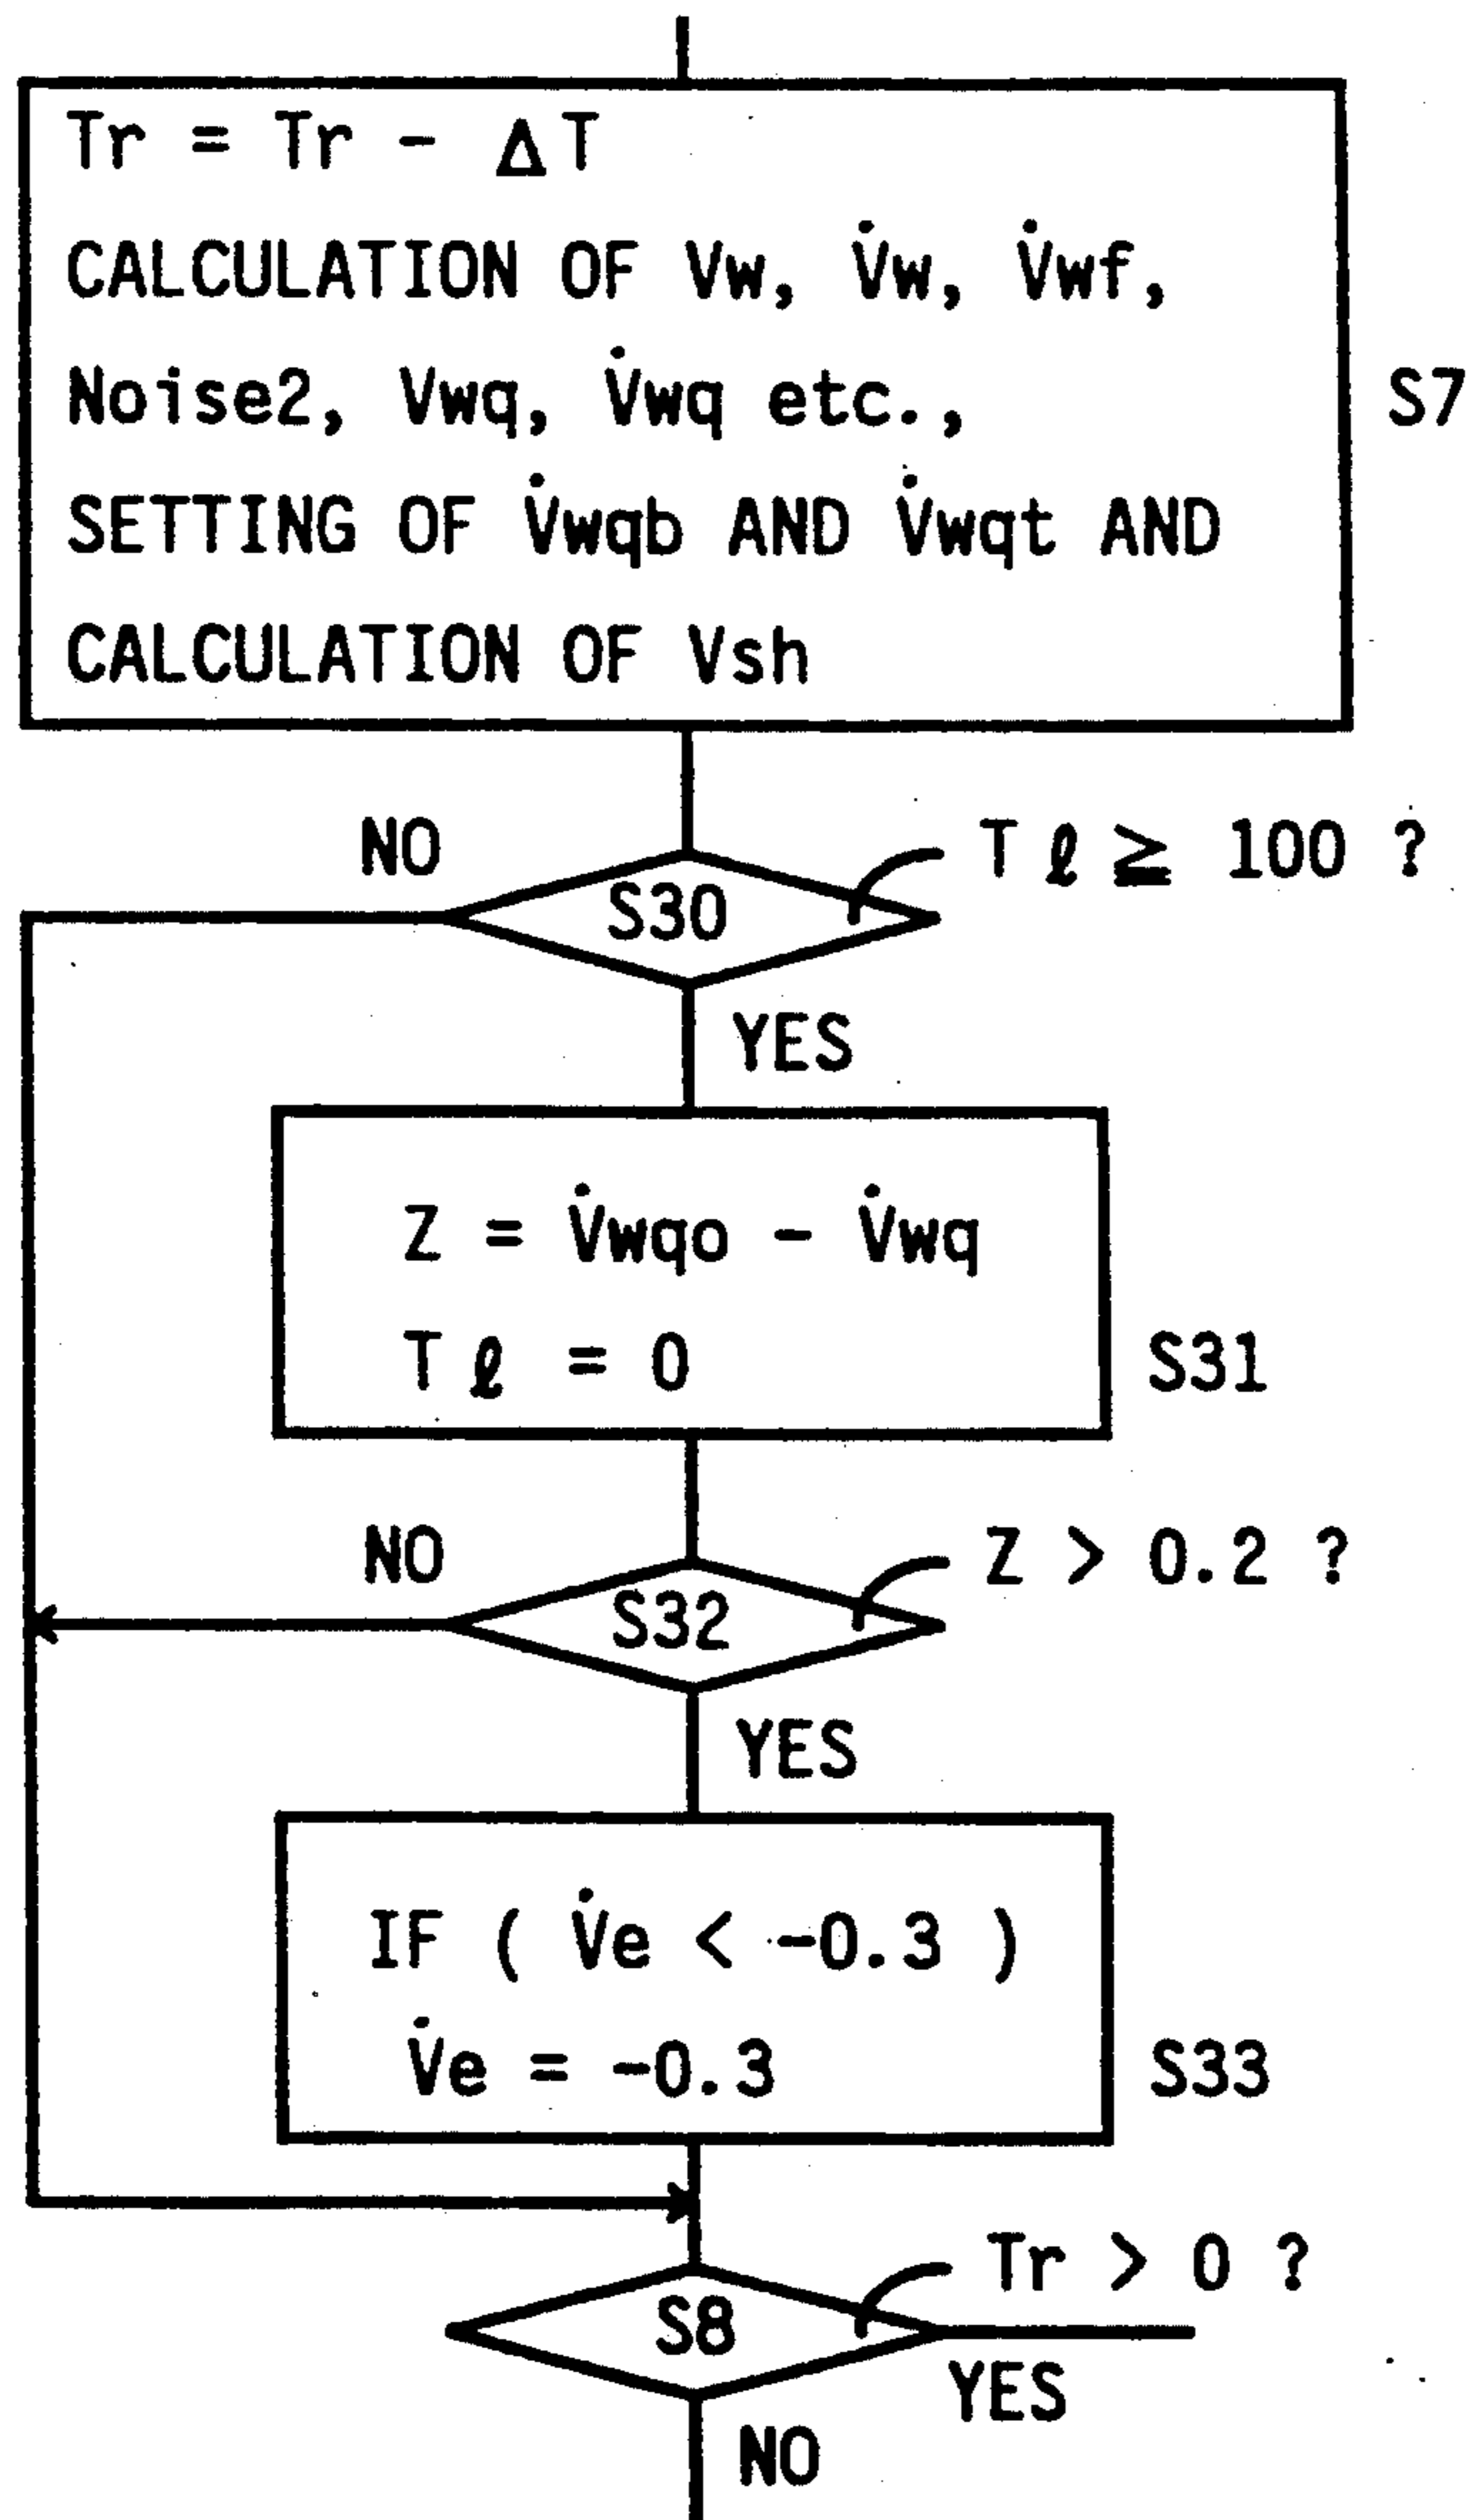 Tr = Tr - ΔT
CALCULATION OF Vw, V̇w, V̇wf,
Noise2, Vwq, V̇wq etc.,
S7
SETTING OF V̇wqb AND V̇wqt AND
CALCULATION OF Vsh
NO
Tℓ ≧ 100 ?
S30
YES
Z = V̇wqo - V̇wq
Tℓ = 0
S31
NO
Z > 0.2 ?
S32
YES
IF ( V̇e < -0.3 )
V̇e = -0.3
S33
Tr > 0 ?
S8
YES
NO